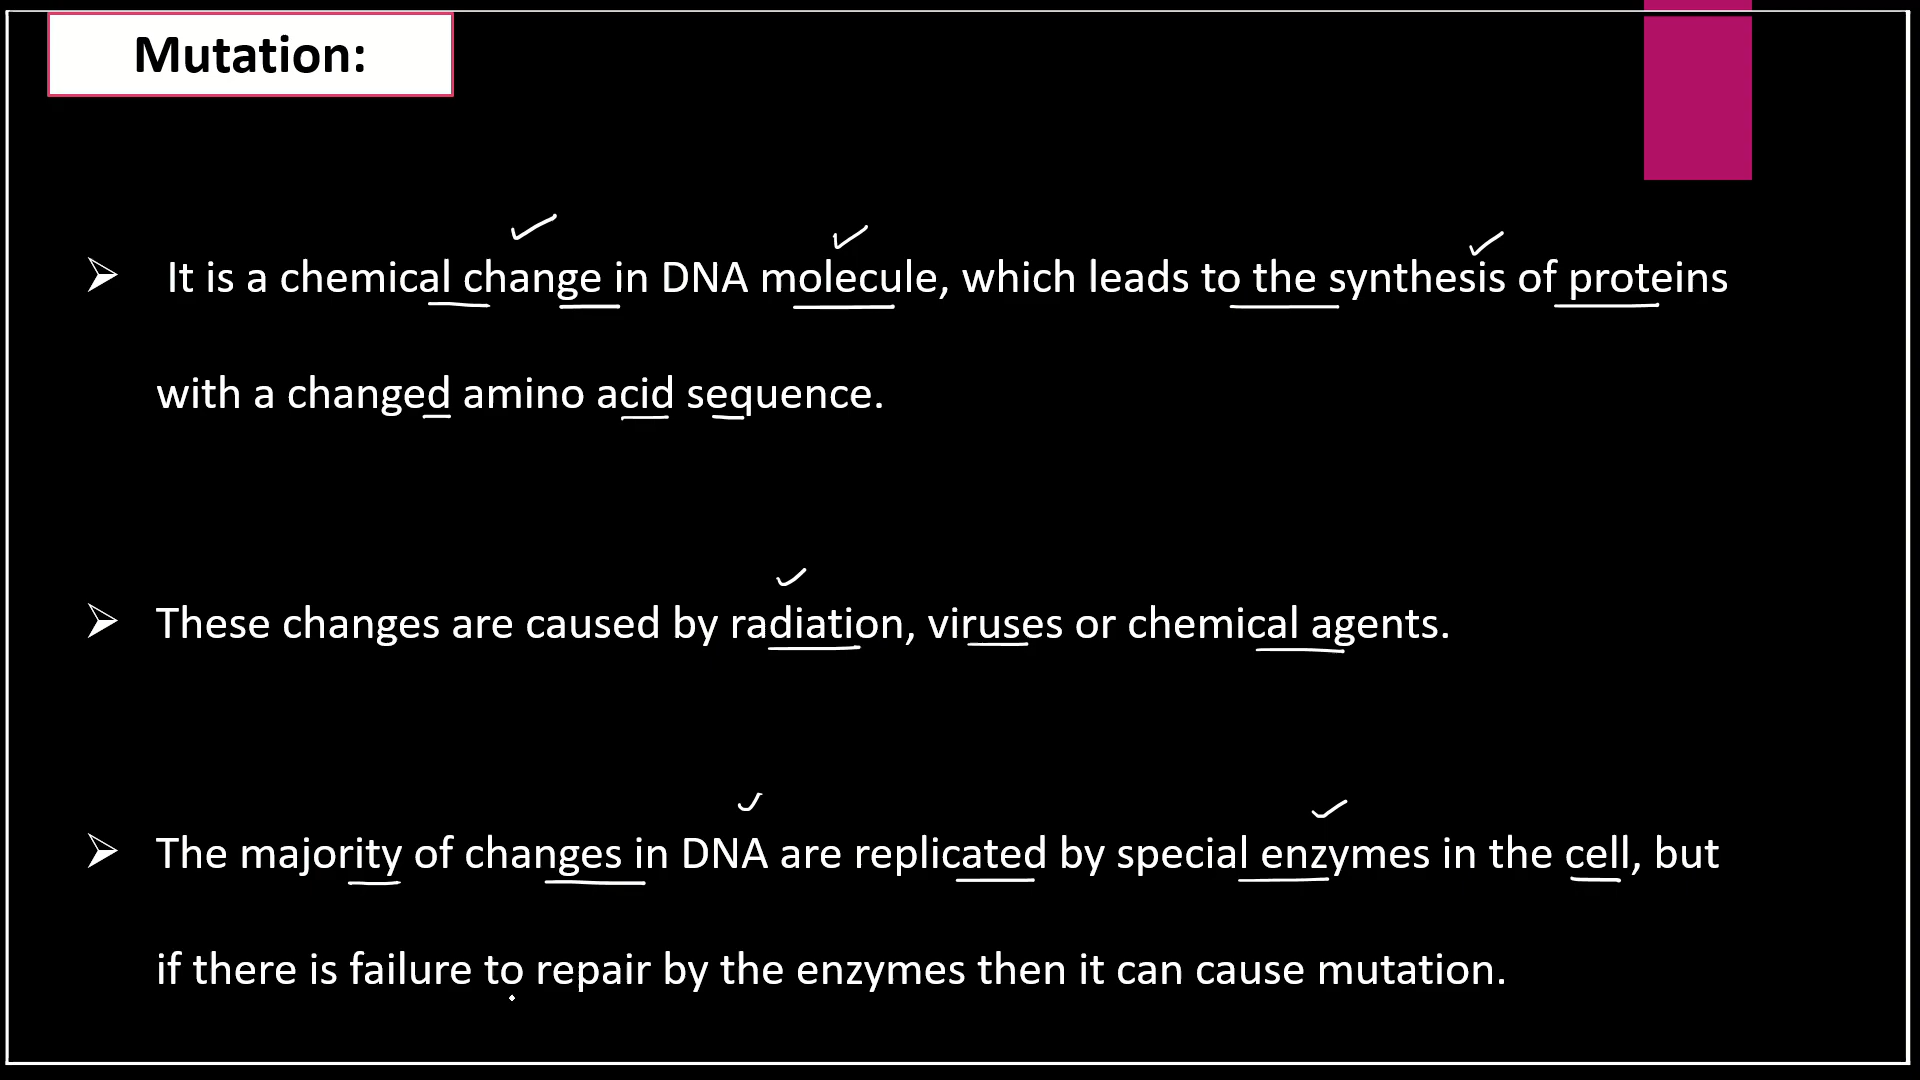 Mutation:
➢ It is a chemical change in DNA molecule, which leads to the synthesis of proteins
with a changed amino acid sequence.
➢ These changes are caused by radiation, viruses or chemical agents.
➢ The majority of changes in DNA are replicated by special enzymes in the cell, but
if there is failure to repair by the enzymes then it can cause mutation.